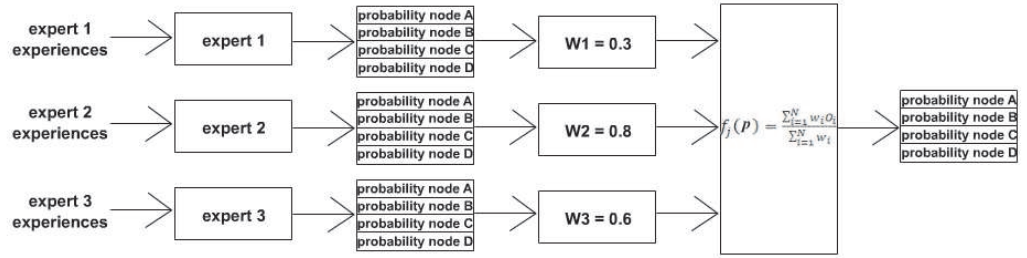 expert 1
experiences
expert 1
probability node A
probability node B
probability node C
probability node D
W1 = 0.3
expert 2
experiences
expert 2
probability node A
probability node B
probability node C
probability node D
W2 = 0.8
expert 3
experiences
expert 3
probability node A
probability node B
probability node C
probability node D
W3 = 0.6
f_j(p) = \frac{\sum_{i=1}^{N} w_i o_i}{\sum_{i=1}^{N} w_i}
probability node A
probability node B
probability node C
probability node D